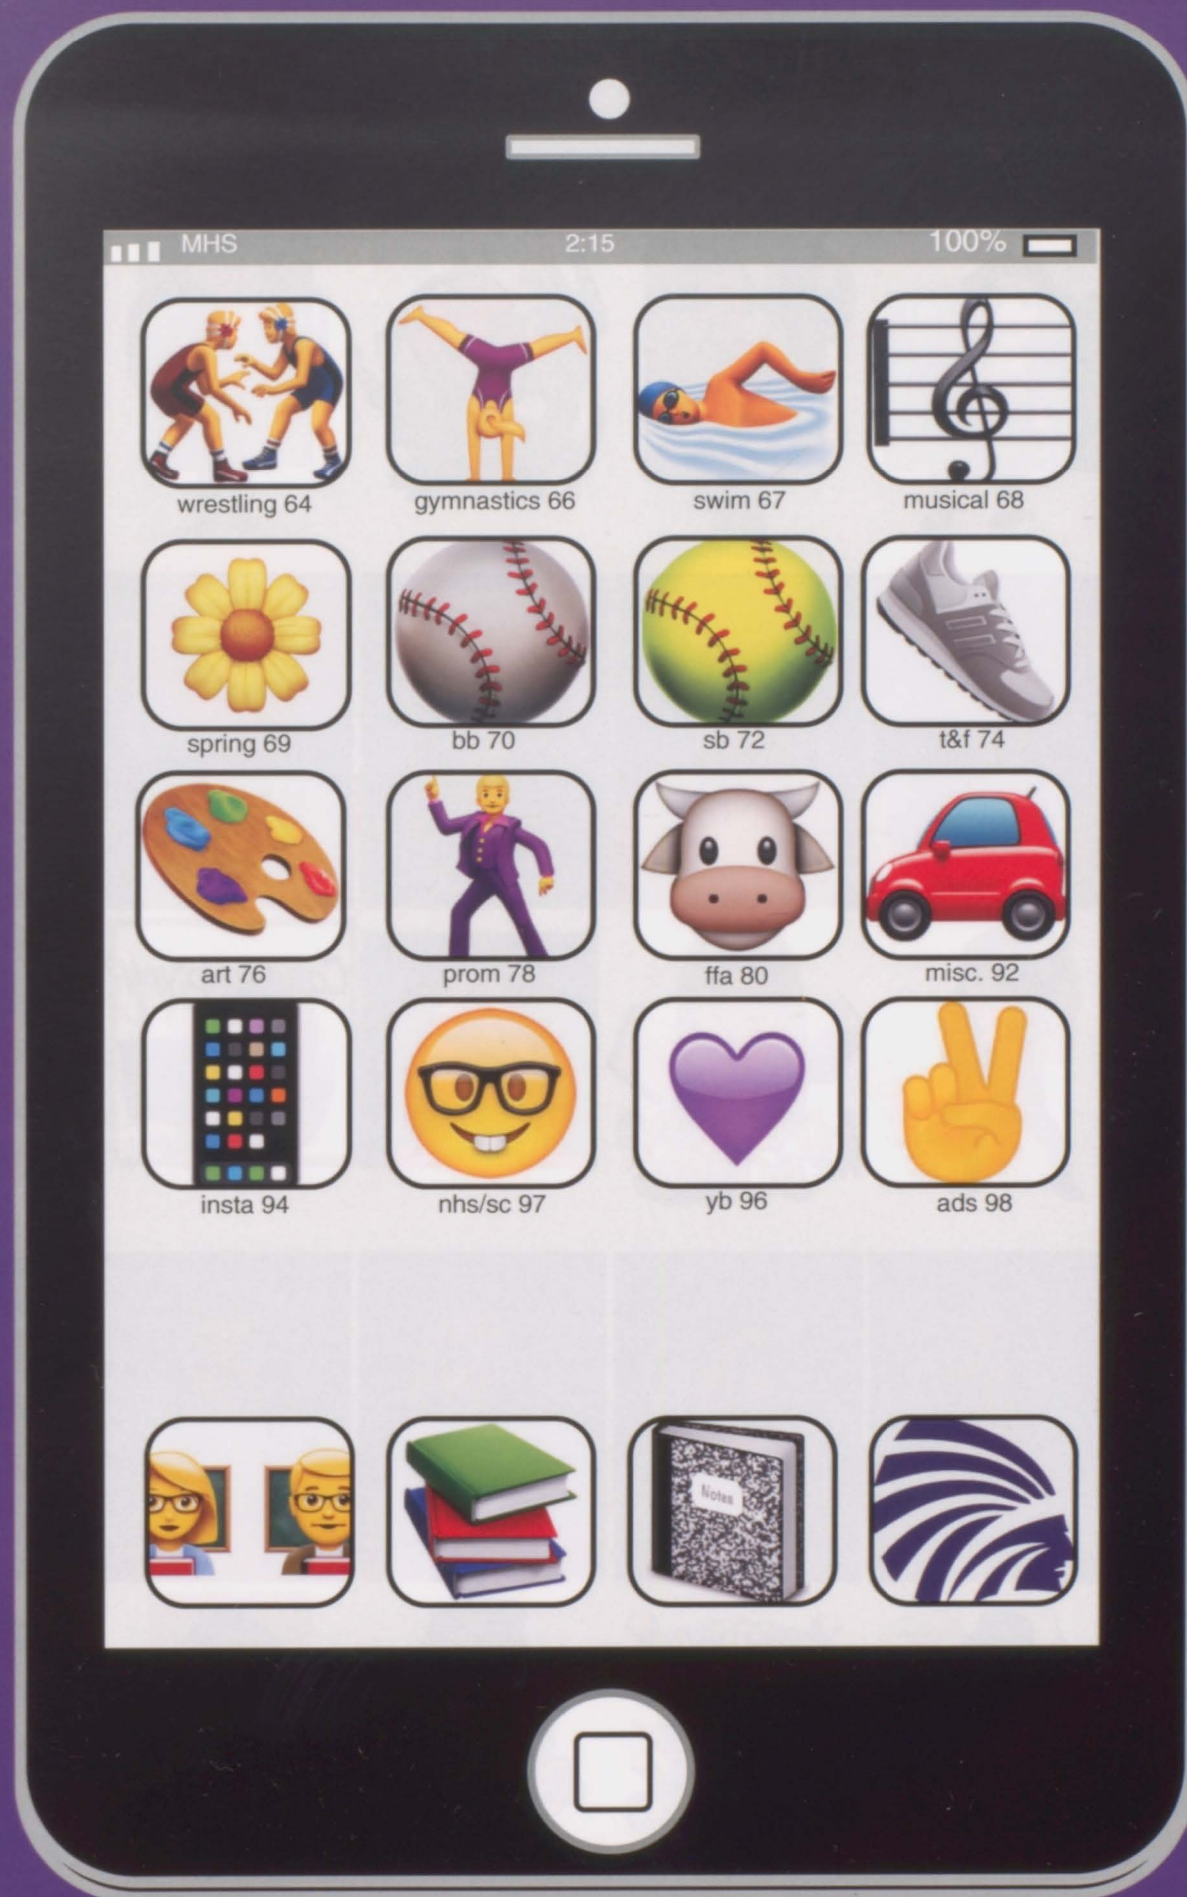 MHS 2:15 100%
wrestling 64 gymnastics 66 swim 67 musical 68
spring 69 bb 70 sb 72 t&f 74
art 76 prom 78 ffa 80 misc. 92
insta 94 nhs/sc 97 yb 96 ads 98
Notes